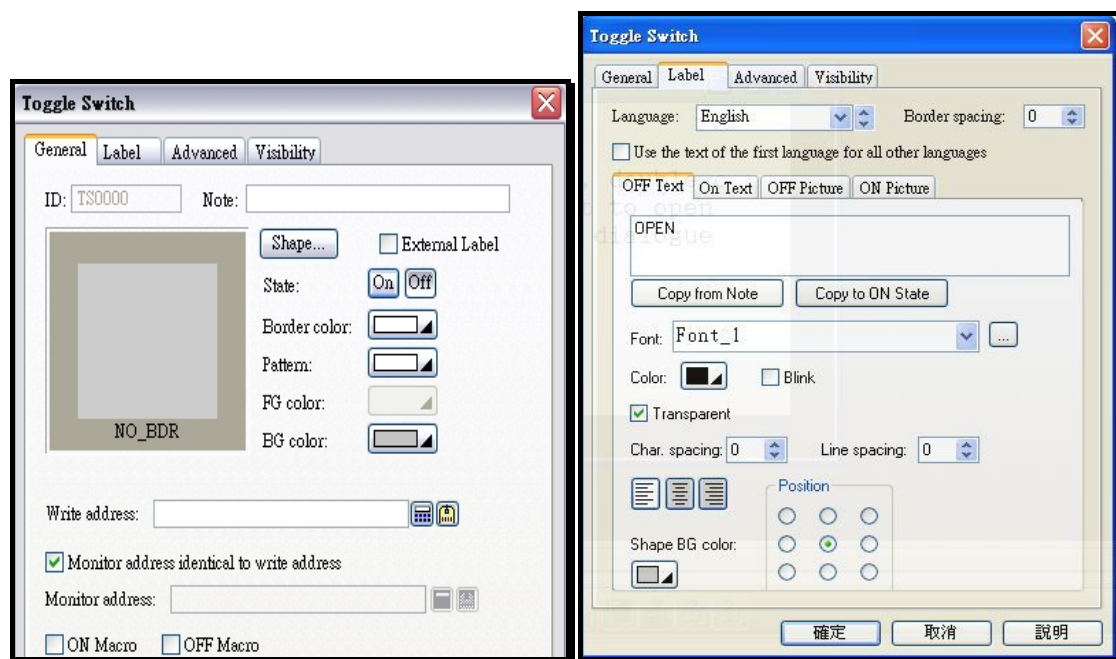 Toggle Switch
General Label Advanced Visibility
ID: TS0000 Note:
Shape... External Label
State: On Off
Border color:
Pattern:
FG color:
NO_BDR
BG color:
Write address:
Monitor address identical to write address
Monitor address:
ON Macro OFF Macro
Toggle Switch
General Label Advanced Visibility
Language: English Border spacing: 0
Use the text of the first language for all other languages
OFF Text On Text OFF Picture ON Picture
to open
OPEN
dialogue
Copy from Note Copy to ON State
Font: Font_1 ...
Color: Blink
Transparent
Char. spacing: 0 Line spacing: 0
Position
Shape BG color:
確定 取消 說明